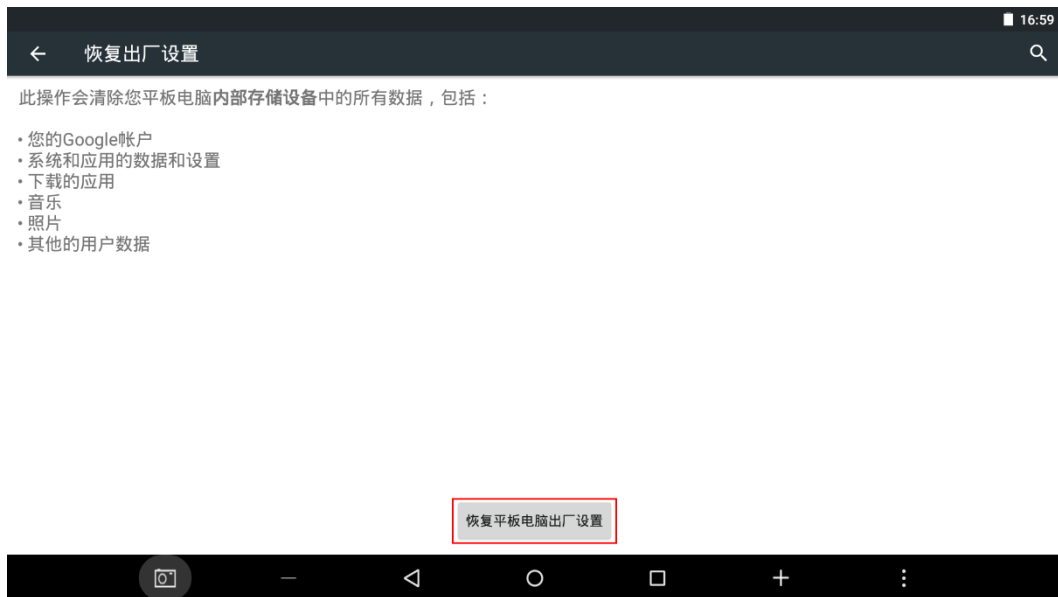 16:59
恢复出厂设置
此操作会清除您平板电脑内部存储设备中的所有数据，包括：
• 您的Google帐户
• 系统和应用的数据和设置
• 下载的应用
• 音乐
• 照片
• 其他的用户数据
恢复平板电脑出厂设置